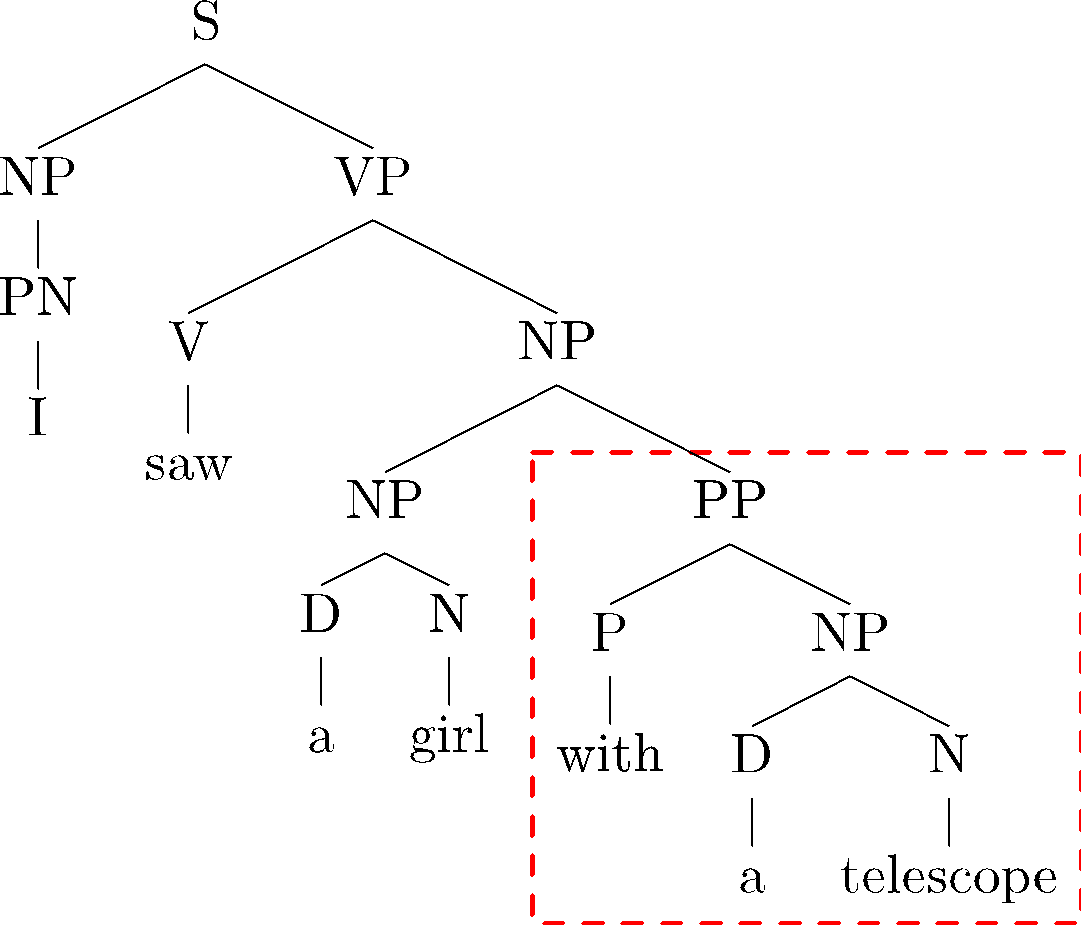 S
NP VP
PN
V NP
I
saw
NP PP
D N
P NP
a girl
with D N
a telescope